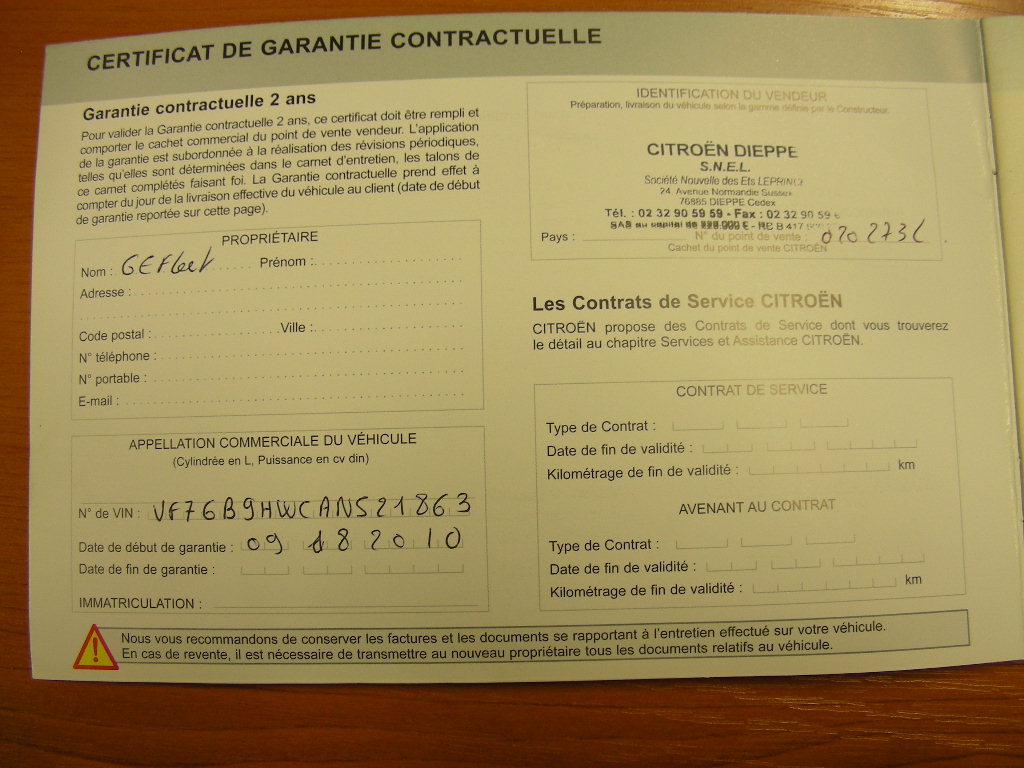 CERTIFICAT DE GARANTIE CONTRACTUELLE
Garantie contractuelle 2 ans
Pour valider la Garantie contractuelle 2 ans, ce certificat doit être rempli et
comporter le cachet commercial du point de vente vendeur. L'application
de la garantie est subordonnée à la réalisation des révisions périodiques,
telles qu'elles sont déterminées dans le carnet d'entretien, les talons de
ce carnet complétés faisant foi. La Garantie contractuelle prend effet à
compter du jour de la livraison effective du véhicule au client (date de début
de garantie reportée sur cette page).
PROPRIÉTAIRE
Nom : Prénom :
Adresse :
Code postal : Ville :
N° téléphone :
N° portable :
E-mail :
APPELLATION COMMERCIALE DU VÉHICULE
(Cylindrée en L, Puissance en cv din)
N° de VIN : VF76B9HWCAN521863
Date de début de garantie : 09 18 2010
Date de fin de garantie :
IMMATRICULATION :
IDENTIFICATION DU VENDEUR
Préparation, livraison du véhicule selon la gamme définie par le Constructeur.
CITROËN DIEPPE
S.N.E.L.
Société Nouvelle des Ets LEPRINCE
24, Avenue Normandie Sussex
76885 DIEPPE Cedex
Tél. : 02 32 90 59 59 - Fax : 02 32 90 59
SAS au capital de € - RC B 417
Pays : N° du point de vente :
Cachet du point de vente CITROËN
Les Contrats de Service CITROËN
CITROËN propose des Contrats de Service dont vous trouverez
le détail au chapitre Services et Assistance CITROËN.
CONTRAT DE SERVICE
Type de Contrat :
Date de fin de validité :
Kilométrage de fin de validité : km
AVENANT AU CONTRAT
Type de Contrat :
Date de fin de validité :
Kilométrage de fin de validité : km
Nous vous recommandons de conserver les factures et les documents se rapportant à l'entretien effectué sur votre véhicule.
En cas de revente, il est nécessaire de transmettre au nouveau propriétaire tous les documents relatifs au véhicule.